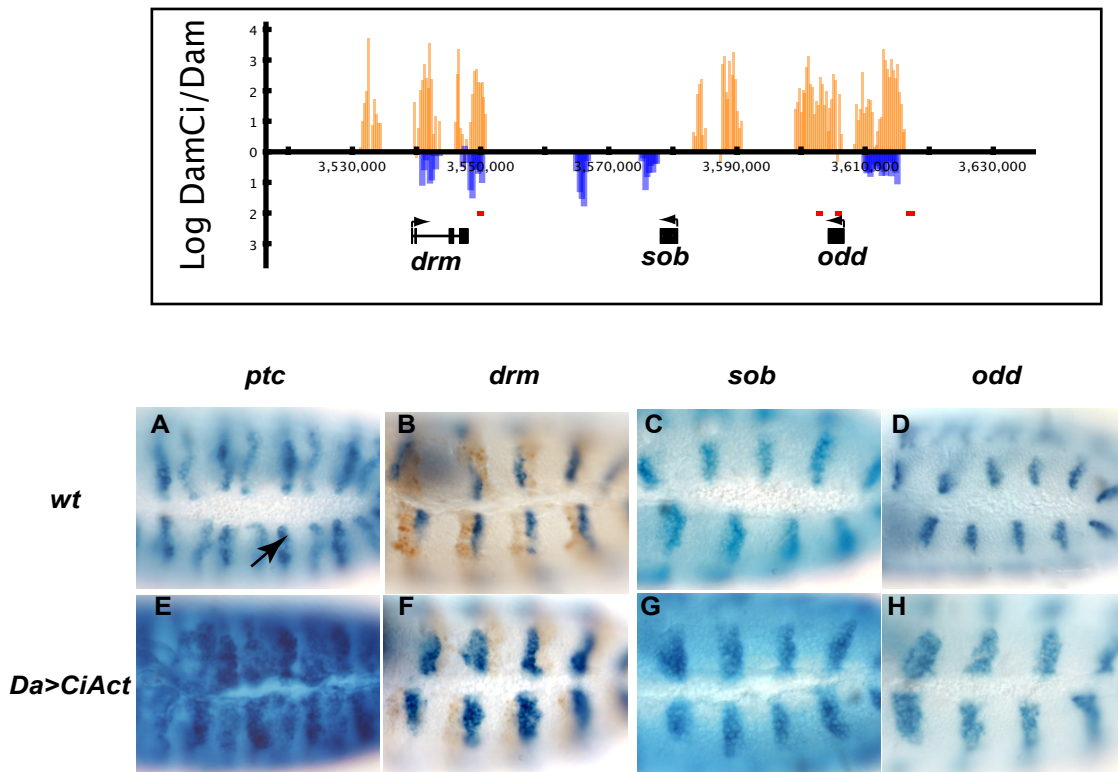 Log DamCi/Dam
4
3
2
1
0
1
2
3
3,530,000 3,550,000 3,570,000 3,590,000 3,610,000 3,630,000
drm sob odd
ptc drm sob odd
wt
A B C D
Da>CiAct
E F G H